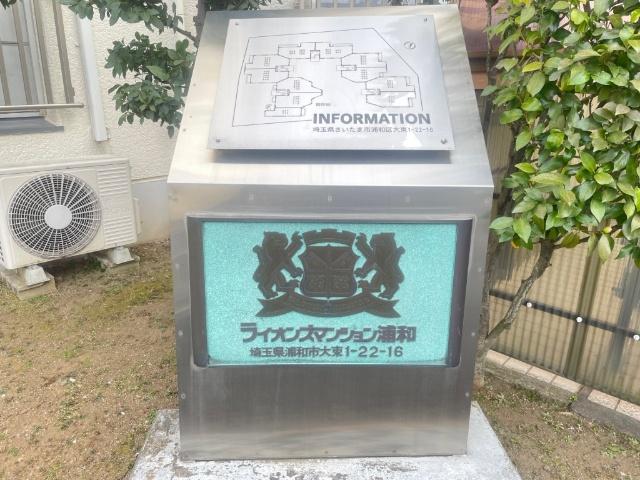 INFORMATION
埼玉県さいたま市浦和区大東1-22-16
ライオンズマンション浦和
埼玉県浦和市大東1-22-16